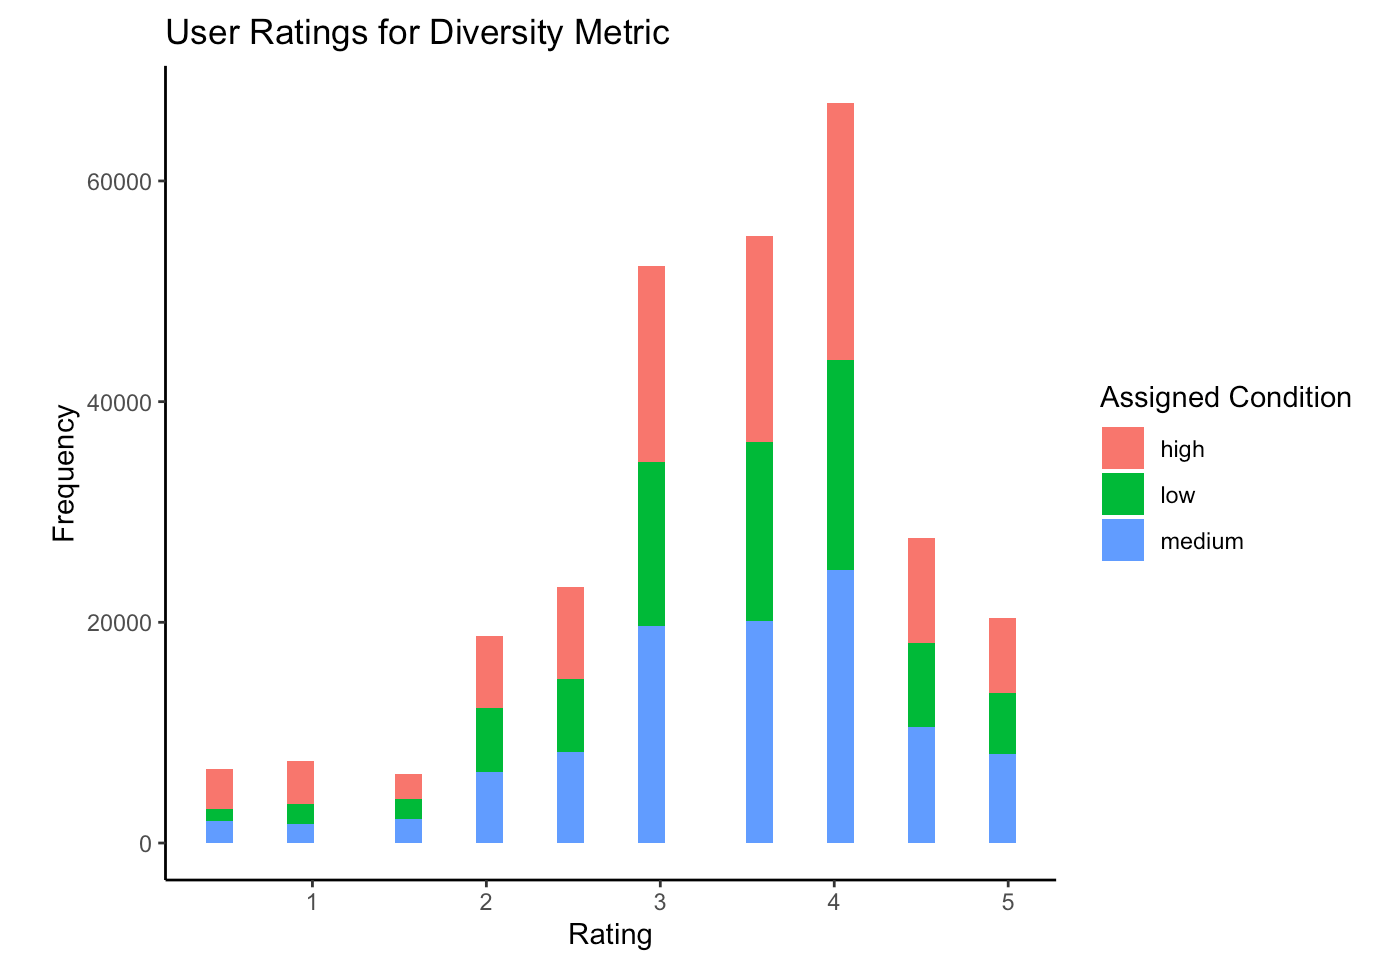 User Ratings for Diversity Metric
Frequency
60000
40000
20000
0
1 2 3 4 5
Rating
Assigned Condition
high
low
medium